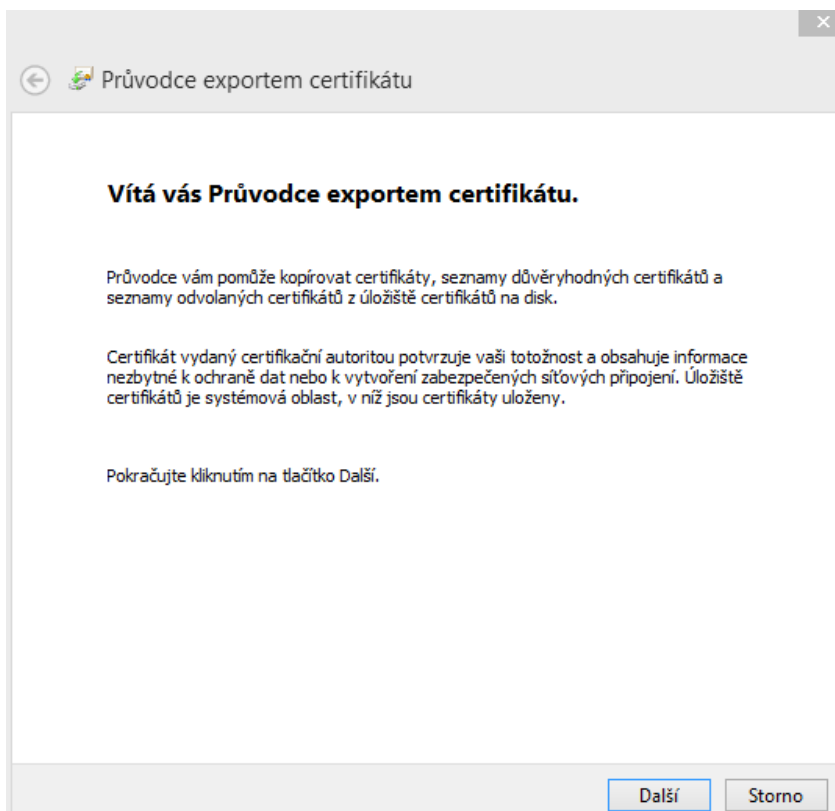 Průvodce exportem certifikátu
Vítá vás Průvodce exportem certifikátu.
Průvodce vám pomůže kopírovat certifikáty, seznamy důvěryhodných certifikátů a
seznamy odvolaných certifikátů z úložiště certifikátů na disk.
Certifikát vydaný certifikační autoritou potvrzuje vaši totožnost a obsahuje informace
nezbytné k ochraně dat nebo k vytvoření zabezpečených síťových připojení. Úložiště
certifikátů je systémová oblast, v níž jsou certifikáty uloženy.
Pokračujte kliknutím na tlačítko Další.
Další
Storno